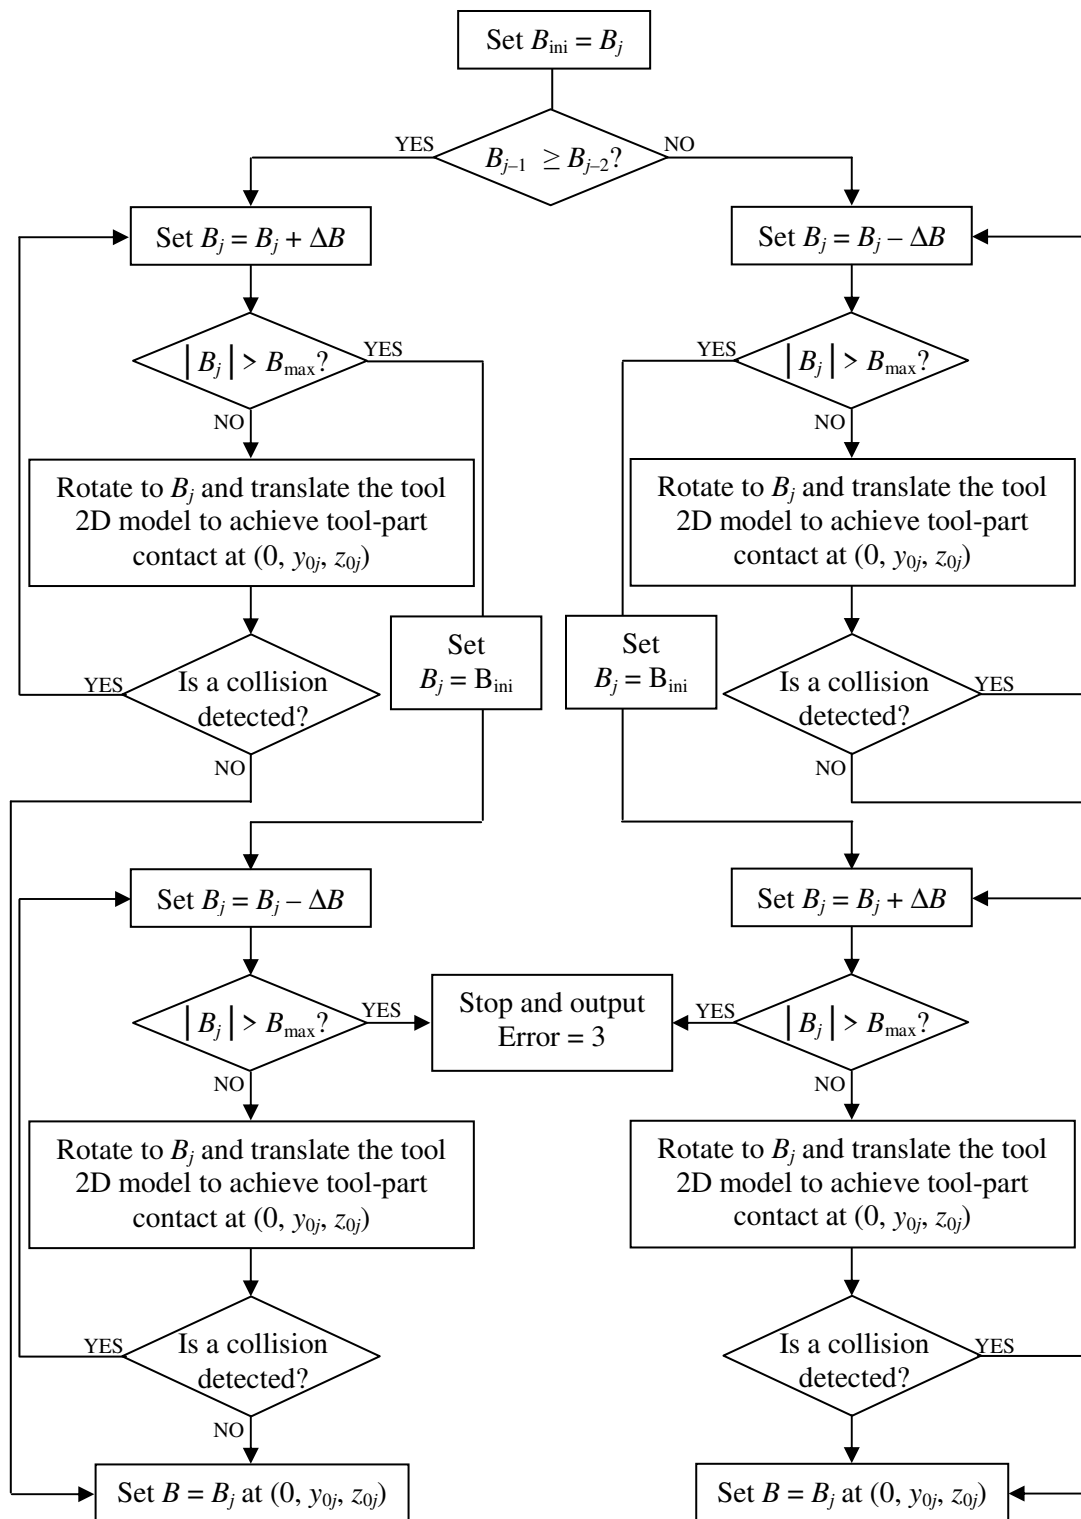 Set B_ini = B_j
YES
NO
B_{j–1} ≥ B_{j–2}?
Set B_j = B_j + ΔB
Set B_j = B_j – ΔB
|B_j| > B_max?
YES
YES
|B_j| > B_max?
NO
NO
Rotate to B_j and translate the tool
2D model to achieve tool-part
contact at (0, y_0j, z_0j)
Rotate to B_j and translate the tool
2D model to achieve tool-part
contact at (0, y_0j, z_0j)
Set
B_j = B_ini
Set
B_j = B_ini
YES
Is a collision
detected?
NO
Is a collision
detected?
YES
NO
Set B_j = B_j – ΔB
Set B_j = B_j + ΔB
|B_j| > B_max?
YES
Stop and output
Error = 3
YES
|B_j| > B_max?
NO
NO
Rotate to B_j and translate the tool
2D model to achieve tool-part
contact at (0, y_0j, z_0j)
Rotate to B_j and translate the tool
2D model to achieve tool-part
contact at (0, y_0j, z_0j)
YES
Is a collision
detected?
NO
Is a collision
detected?
YES
NO
Set B = B_j at (0, y_0j, z_0j)
Set B = B_j at (0, y_0j, z_0j)